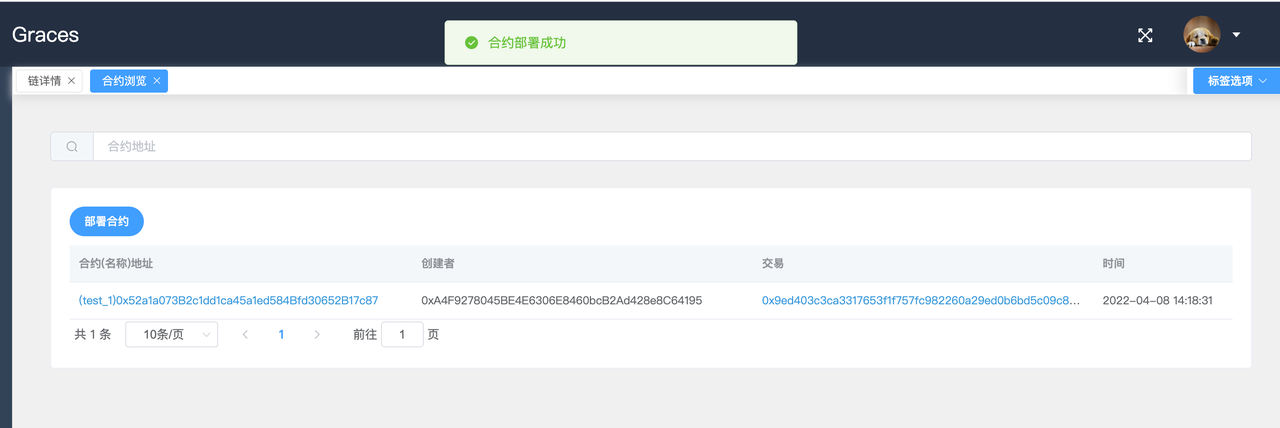 Graces
合约部署成功
链详情
合约浏览
标签选项
合约地址
部署合约
合约(名称)地址 创建者 交易 时间
(test_1)0x52a1a073B2c1dd1ca45a1ed584Bfd30652B17c87 0xA4F9278045BE4E6306E8460bcB2Ad428e8C64195 0x9ed403c3ca3317653f1f757fc982260a29ed0b6bd5c09c8... 2022-04-08 14:18:31
共 1 条 10条/页 1 前往 1 页